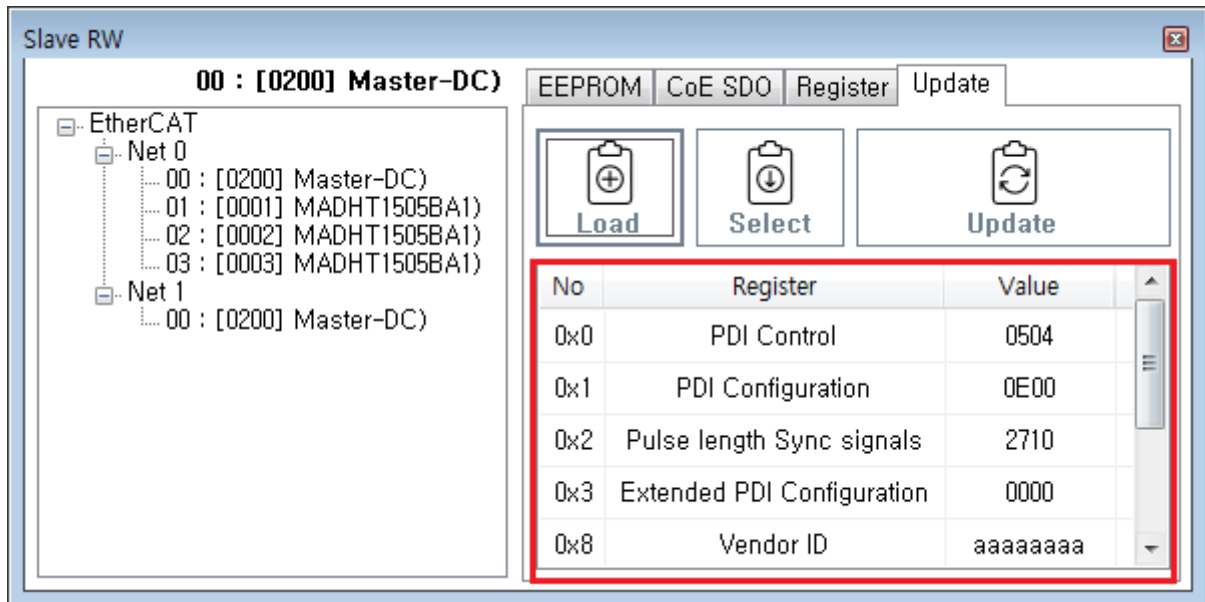 Slave RW
00 : [0200] Master-DC)
EtherCAT
Net 0
00 : [0200] Master-DC)
01 : [0001] MADHT1505BA1)
02 : [0002] MADHT1505BA1)
03 : [0003] MADHT1505BA1)
Net 1
00 : [0200] Master-DC)
EEPROM CoE SDO Register Update
Load Select Update
No Register Value
0x0 PDI Control 0504
0x1 PDI Configuration 0E00
0x2 Pulse length Sync signals 2710
0x3 Extended PDI Configuration 0000
0x8 Vendor ID aaaaaaaa